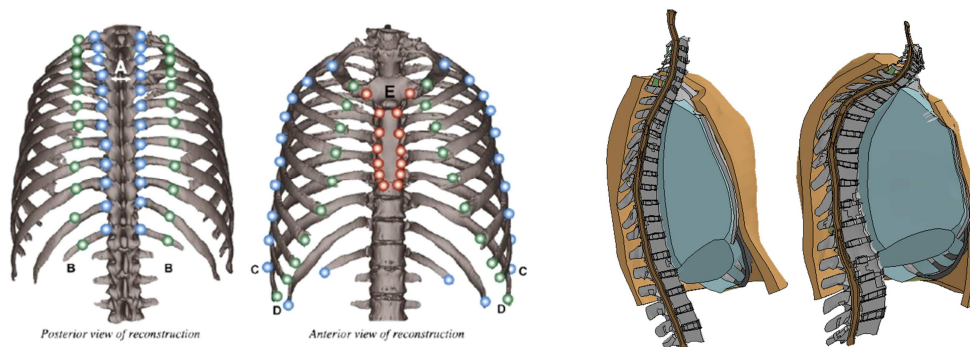 A
B
B
Posterior view of reconstruction
E
C
C
D
D
Anterior view of reconstruction